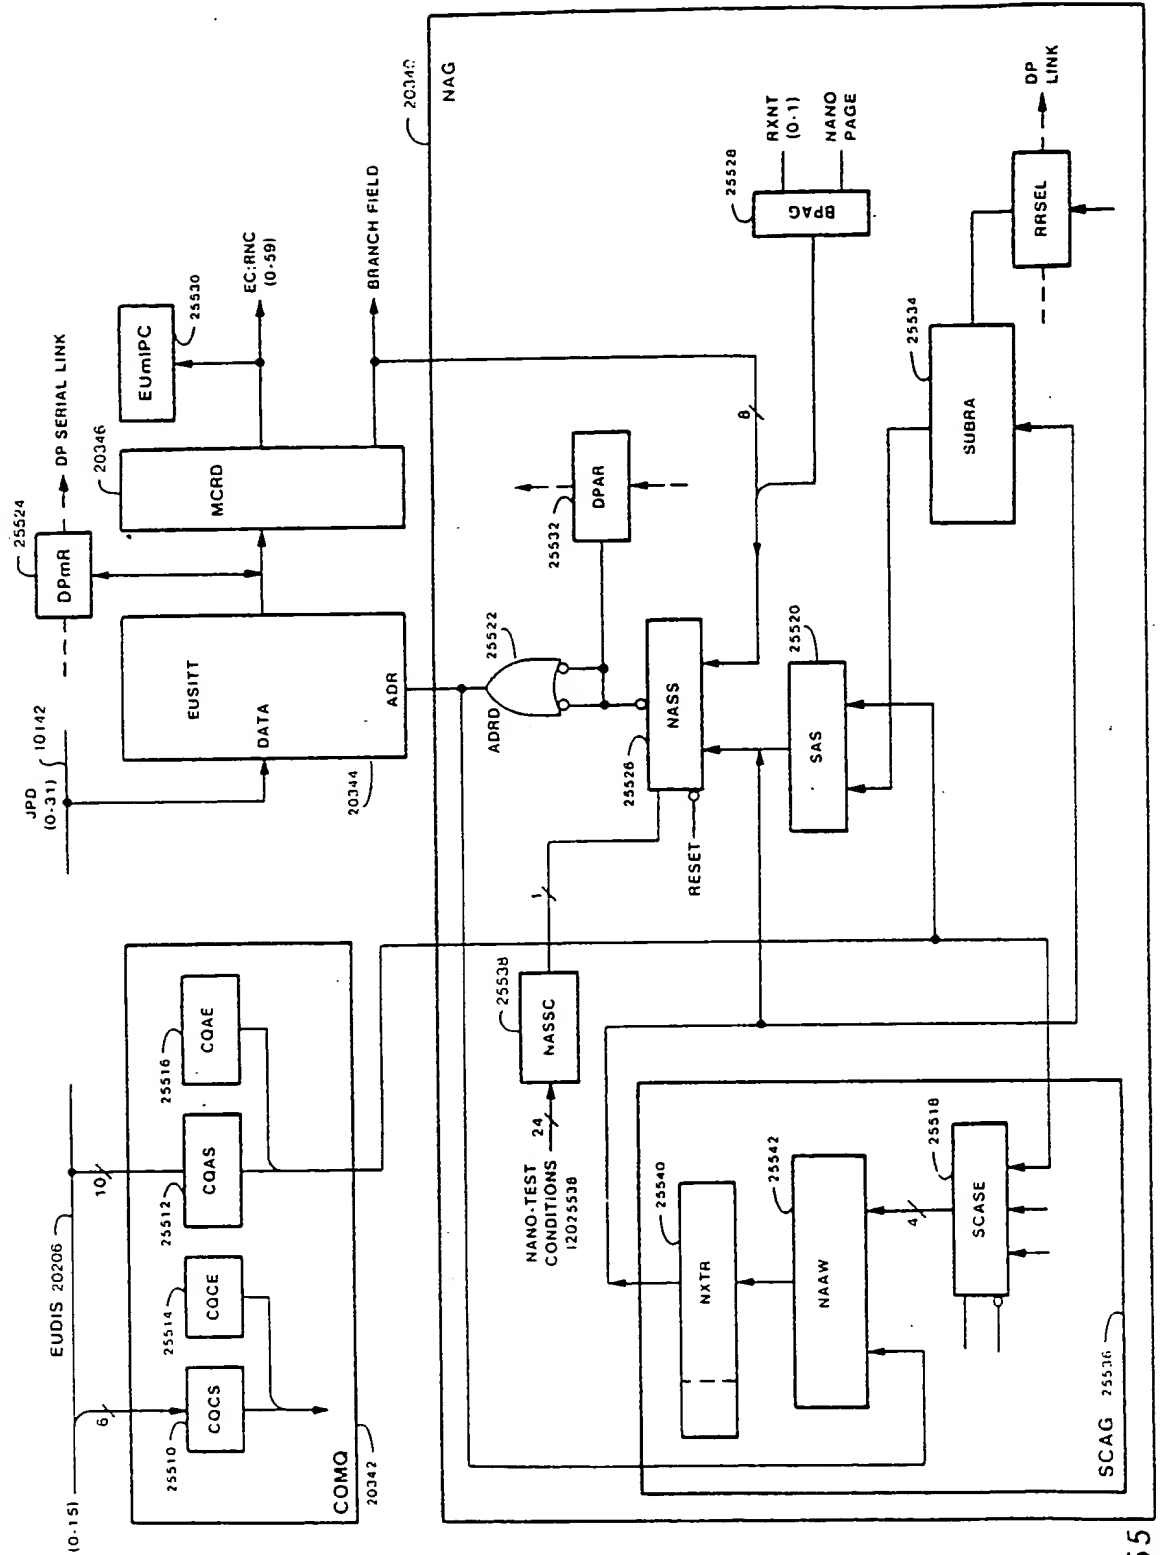 EUDIS 20206
(0-15)
6
10
25510
CQCS
25514
CQCE
25512
CQAS
25516
CQAE
COMQ
20342
JPD
(0-31)
10142
25524
DPmR
DP SERIAL LINK
20344
EUSITT
DATA
ADR
20346
MCRD
EUmIPC
25530
EC:RNC
(0-59)
BRANCH FIELD
20340
NAG
ADRD
25522
25532
DPAR
8
25528
BPAG
RXNT
(0-1)
NANO
PAGE
NANO-TEST
CONDITIONS
12025538
24
25538
NASSC
1
RESET
25526
NASS
SAS
25520
SUBRA
25534
RRSEL
DP
LINK
25540
NXTR
25542
NAAW
4
25518
SCASE
SCAG
25536